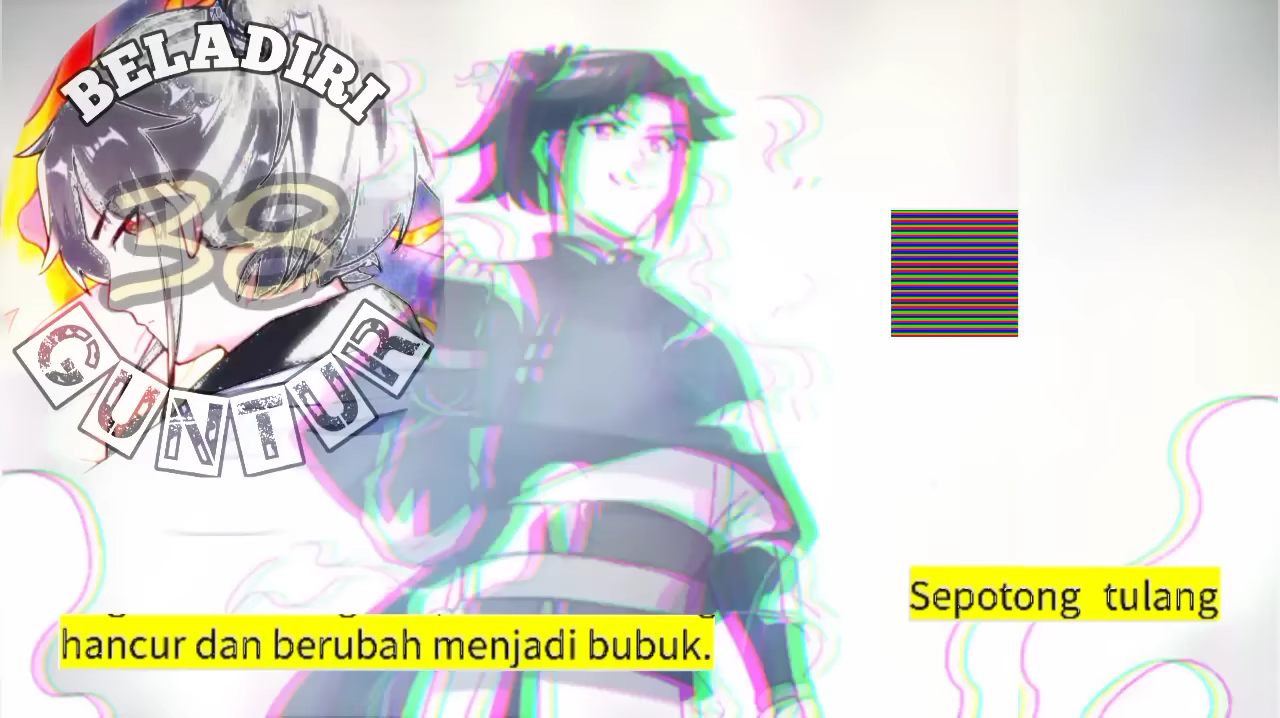 BELADIRI
38
GUNTUR
Sepotong tulang
hancur dan berubah menjadi bubuk.